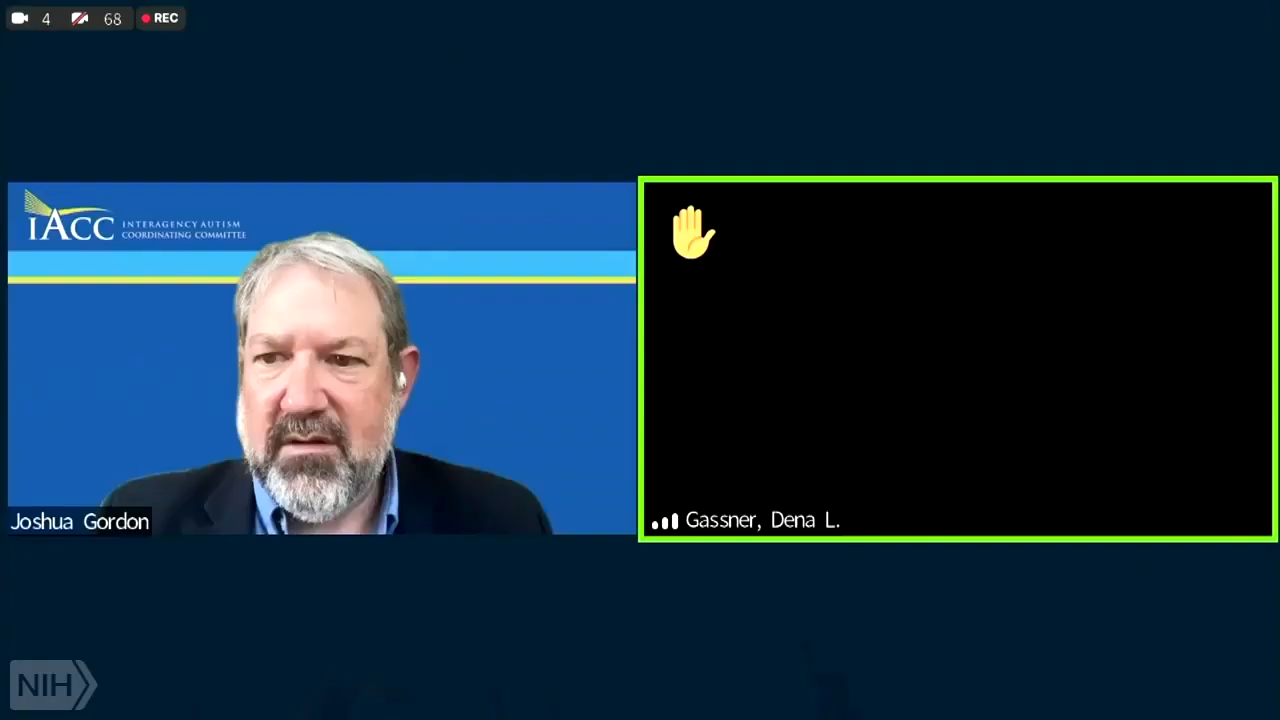 4 68 REC
IACC INTERAGENCY AUTISM
COORDINATING COMMITTEE
Joshua Gordon
Gassner, Dena L.
NIH